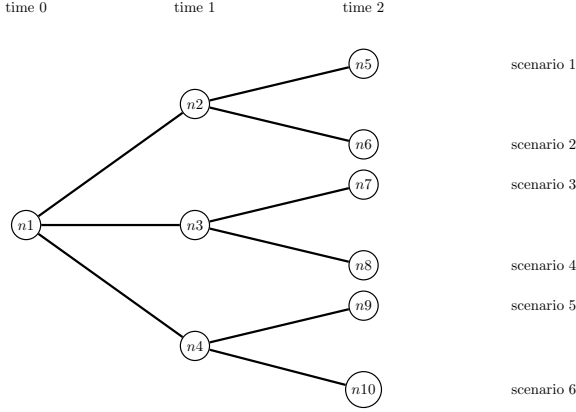 time 0 time 1 time 2
n5 scenario 1
n2
n6 scenario 2
n7 scenario 3
n1 n3
n8 scenario 4
n9 scenario 5
n4
n10 scenario 6